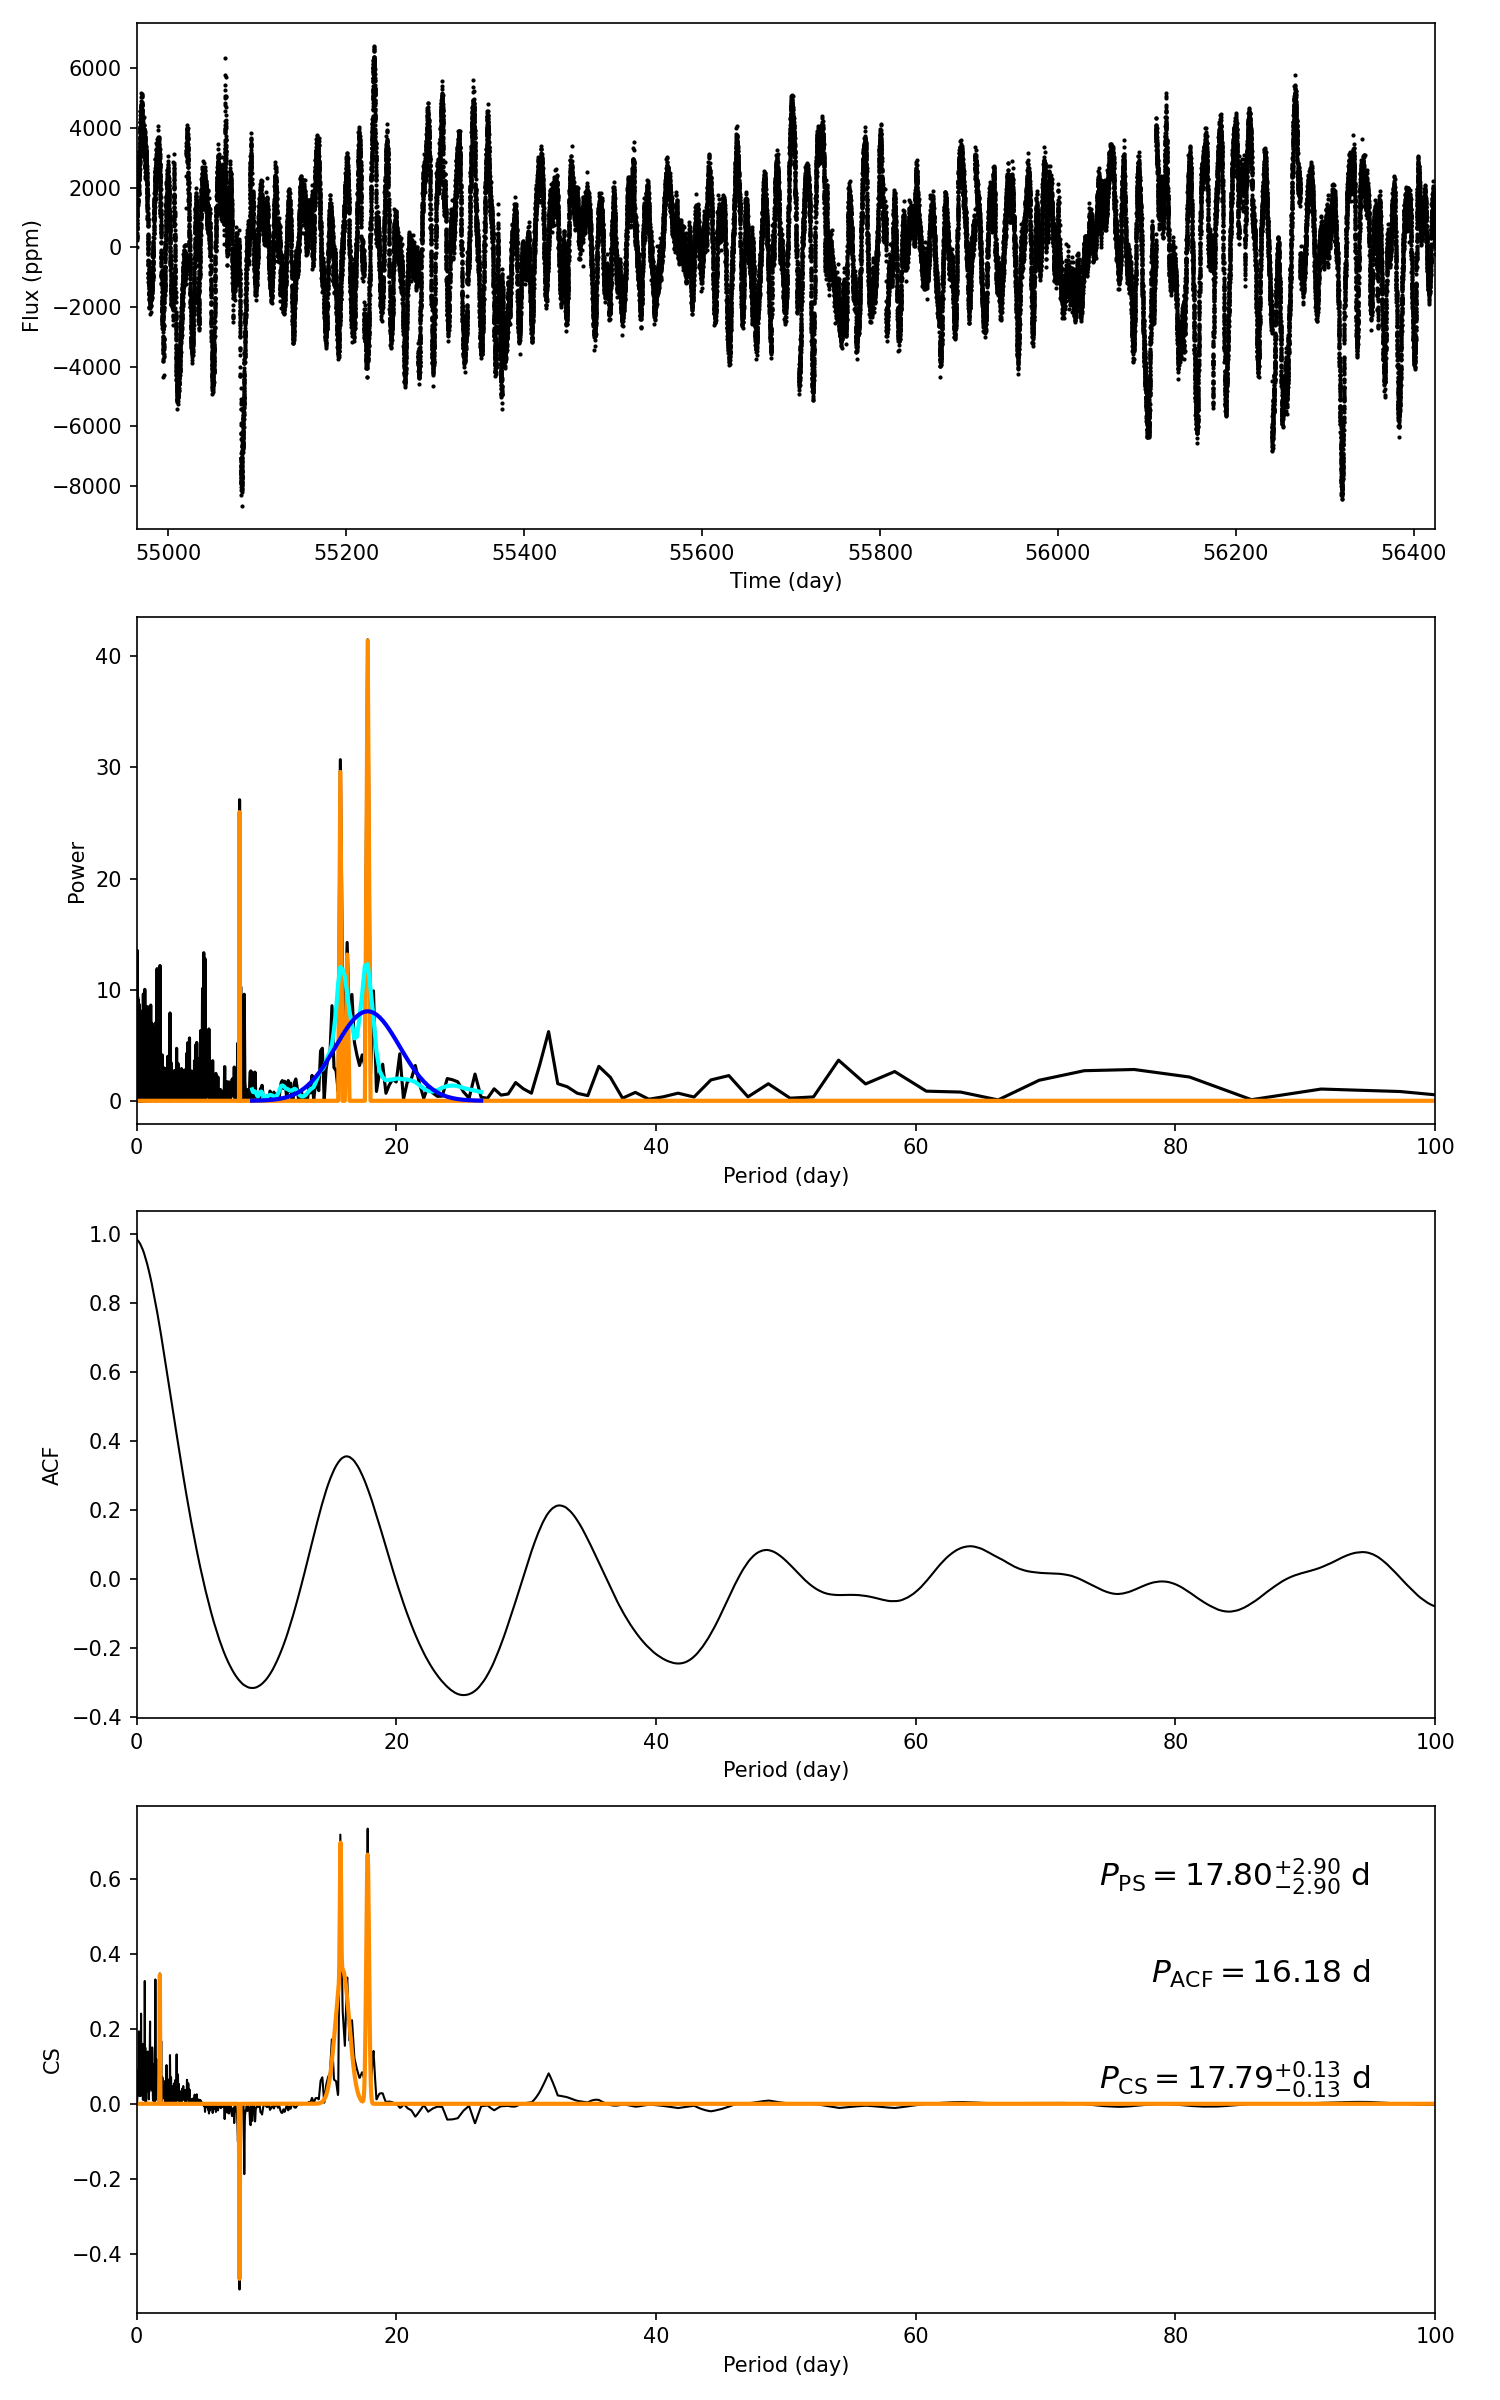 6000
4000
2000
0
−2000
−4000
−6000
−8000
Flux (ppm)
55000 55200 55400 55600 55800 56000 56200 56400
Time (day)
40
30
20
10
0
Power
0 20 40 60 80 100
Period (day)
1.0
0.8
0.6
0.4
0.2
0.0
−0.2
−0.4
ACF
0 20 40 60 80 100
Period (day)
0.6
0.4
0.2
0.0
−0.2
−0.4
CS
P_PS = 17.80 +2.90 −2.90 d
P_ACF = 16.18 d
P_CS = 17.79 +0.13 −0.13 d
0 20 40 60 80 100
Period (day)